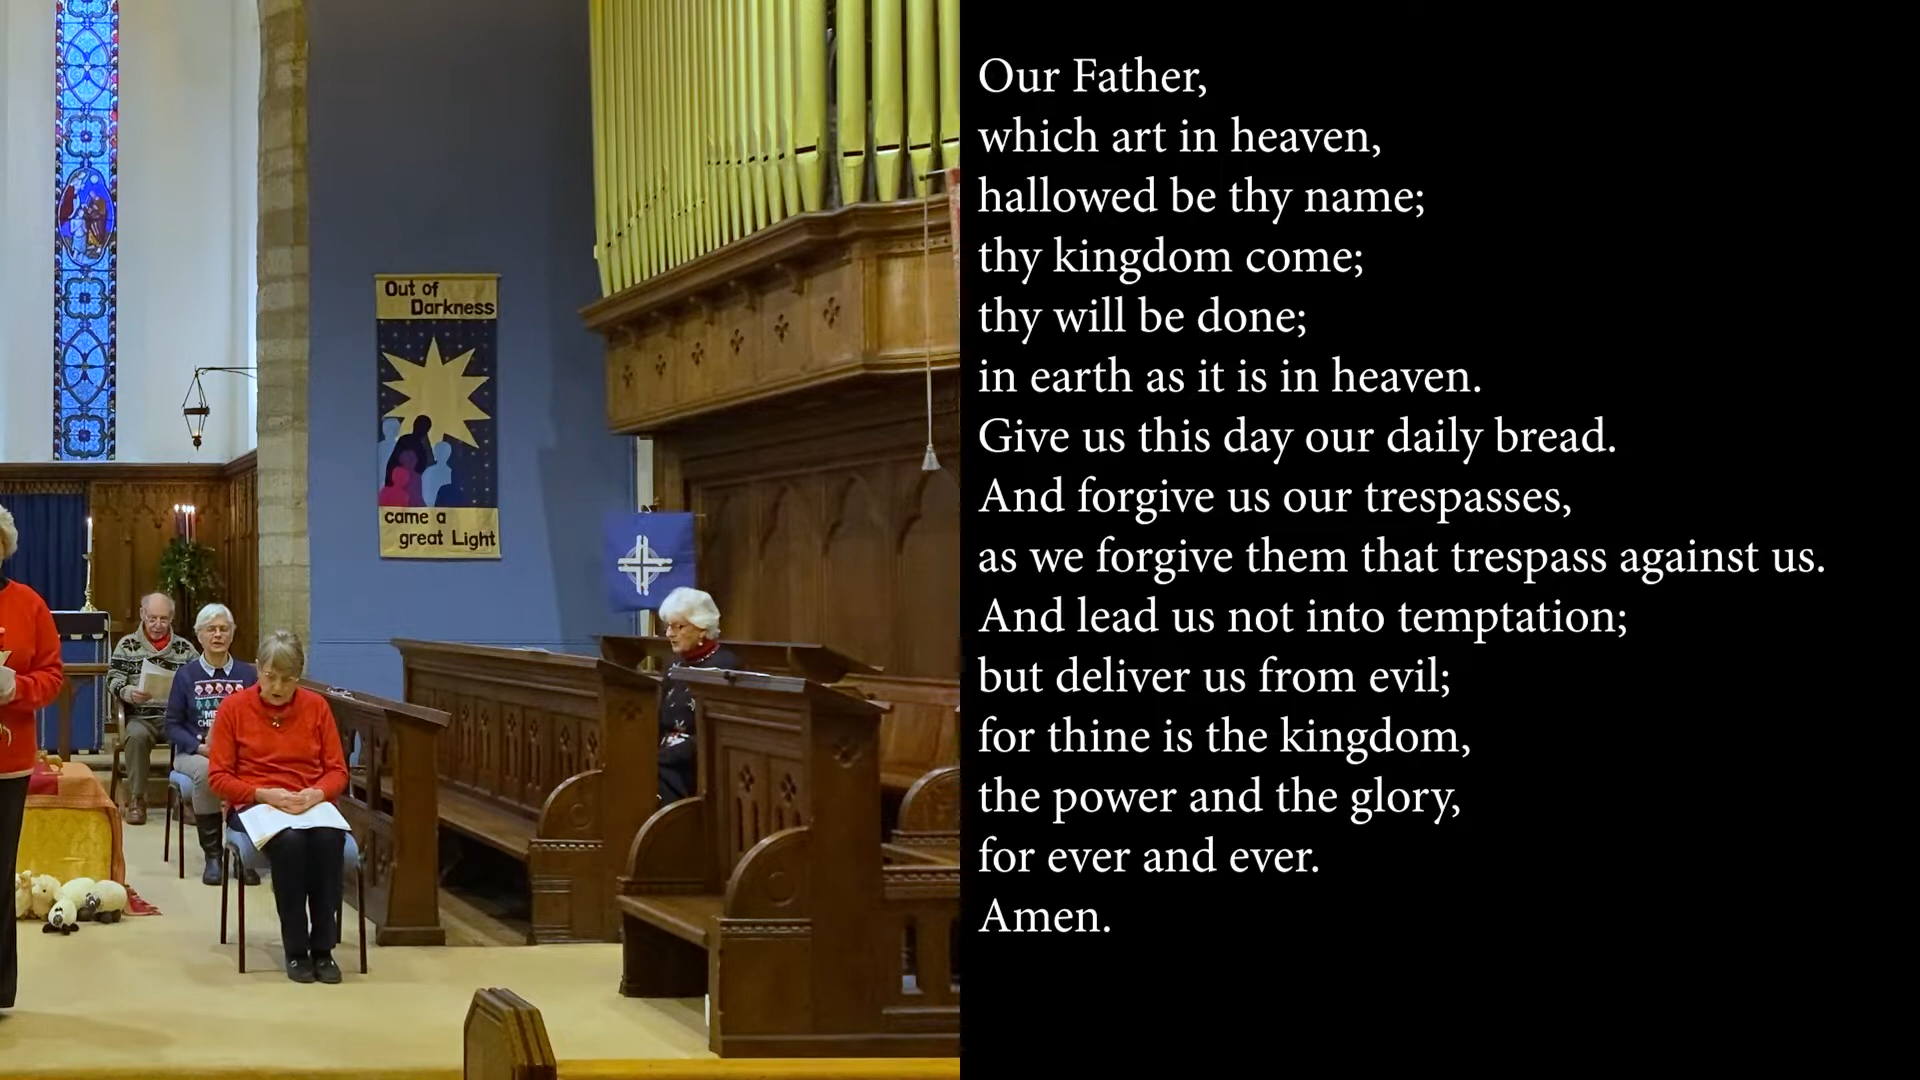 Out of
Darkness
came a
great Light
Our Father,
which art in heaven,
hallowed be thy name;
thy kingdom come;
thy will be done;
in earth as it is in heaven.
Give us this day our daily bread.
And forgive us our trespasses,
as we forgive them that trespass against us.
And lead us not into temptation;
but deliver us from evil;
for thine is the kingdom,
the power and the glory,
for ever and ever.
Amen.